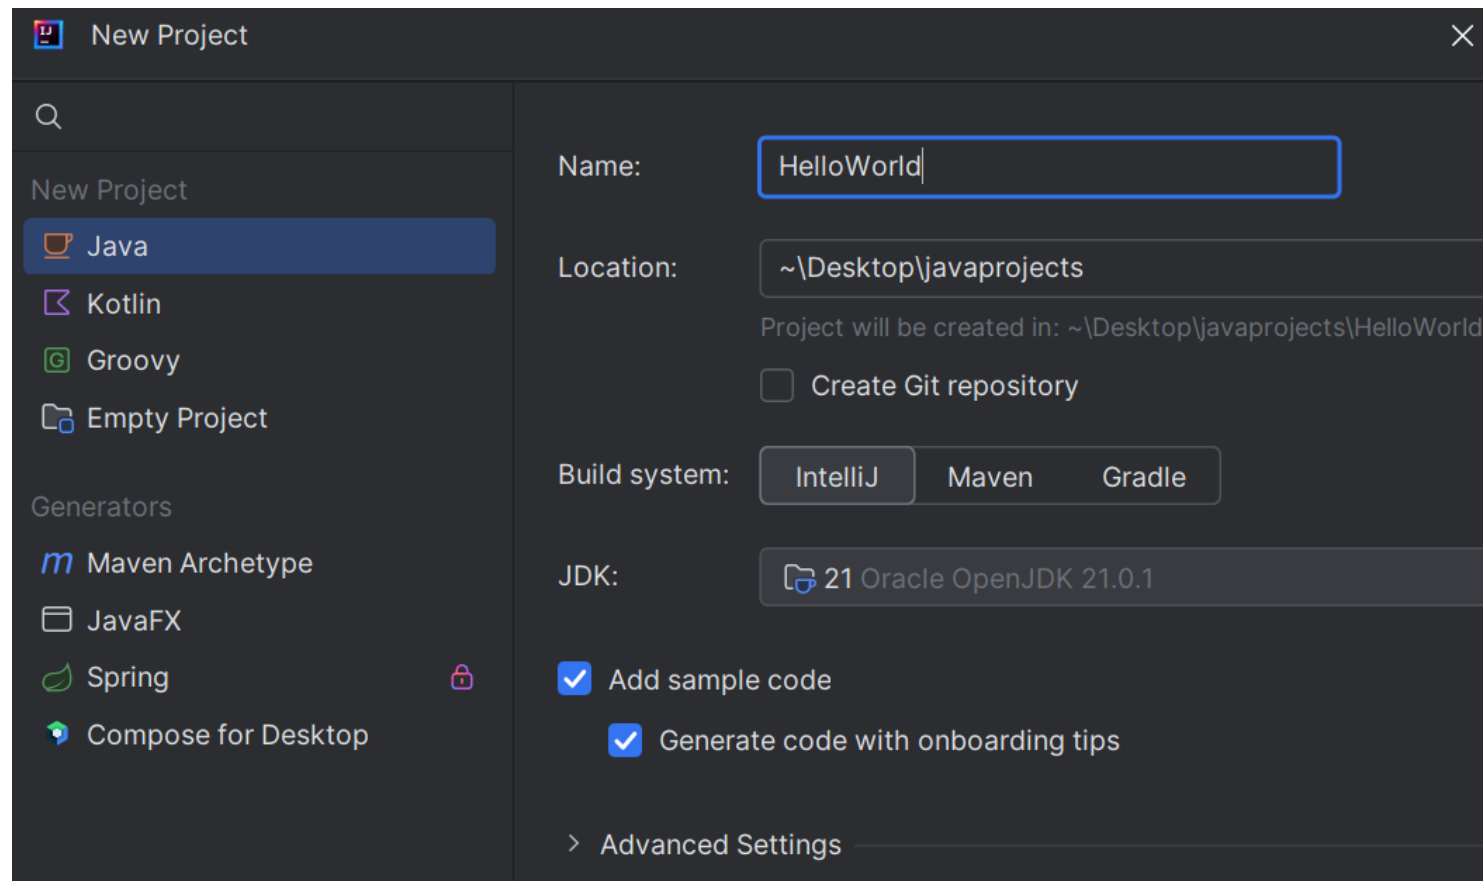 New Project
New Project
Java
Kotlin
Groovy
Empty Project
Generators
Maven Archetype
JavaFX
Spring
Compose for Desktop
Name: HelloWorld
Location: ~\Desktop\javaprojects
Project will be created in: ~\Desktop\javaprojects\HelloWorld
Create Git repository
Build system: IntelliJ Maven Gradle
JDK: 21 Oracle OpenJDK 21.0.1
Add sample code
Generate code with onboarding tips
Advanced Settings